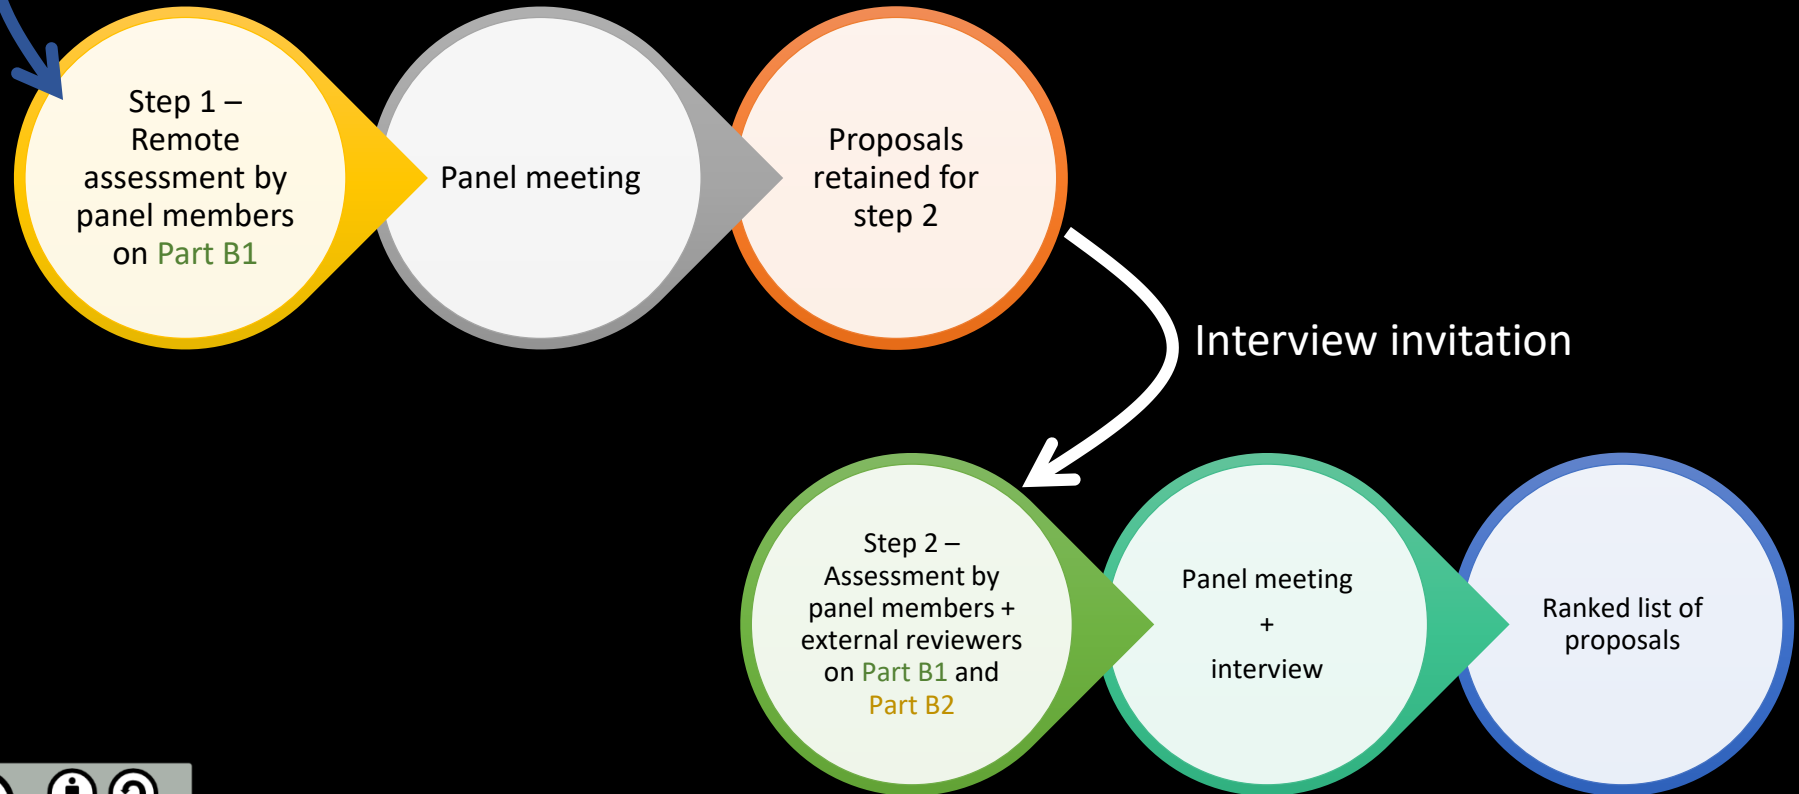 Step 1 –
Remote
assessment by
panel members
on Part B1
Panel meeting
Proposals
retained for
step 2
Interview invitation
Step 2 –
Assessment by
panel members +
external reviewers
on Part B1 and
Part B2
Panel meeting
+
interview
Ranked list of
proposals